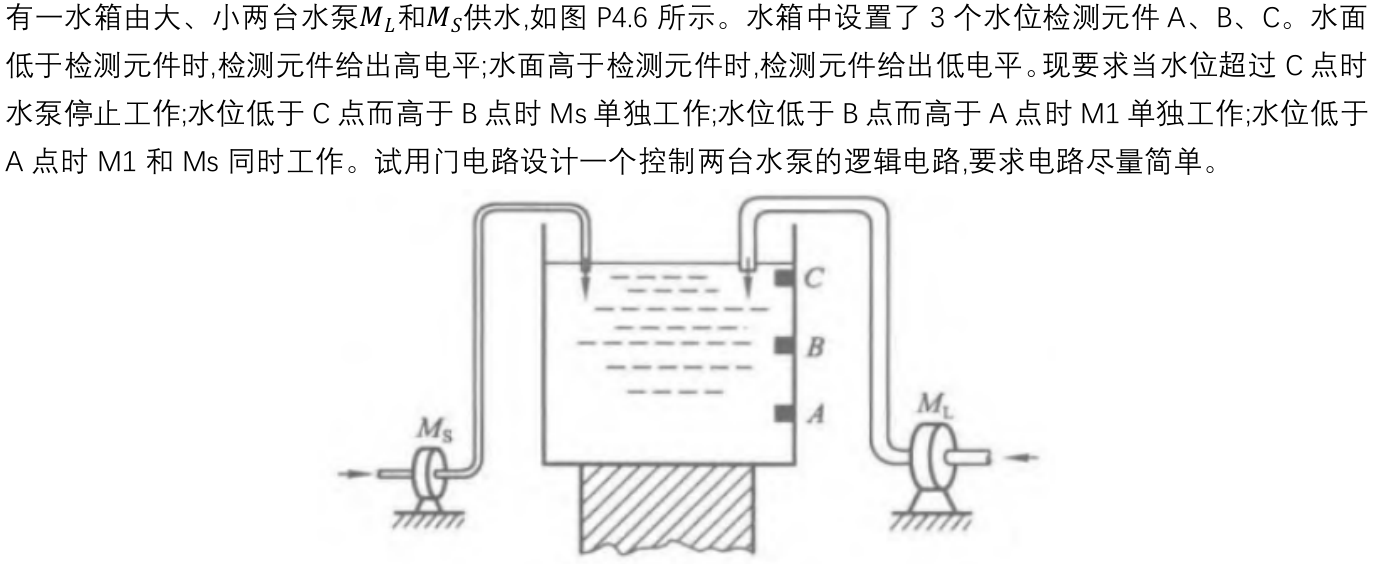 有一水箱由大、小两台水泵M_L和M_S供水,如图 P4.6 所示。水箱中设置了 3 个水位检测元件 A、B、C。水面
低于检测元件时,检测元件给出高电平;水面高于检测元件时,检测元件给出低电平。现要求当水位超过 C 点时
水泵停止工作;水位低于 C 点而高于 B 点时 Ms 单独工作;水位低于 B 点而高于 A 点时 M1 单独工作;水位低于
A 点时 M1 和 Ms 同时工作。试用门电路设计一个控制两台水泵的逻辑电路,要求电路尽量简单。
C
B
A
M_S
M_L